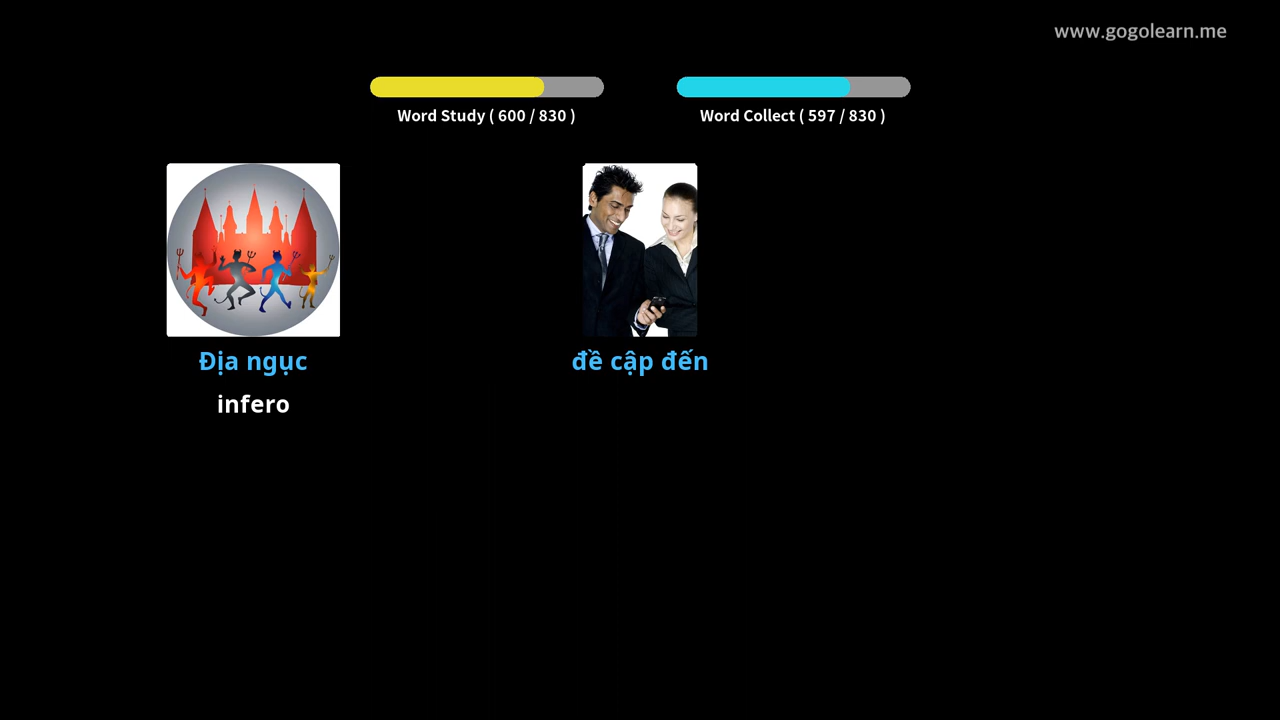 www.gogolearn.me
Word Study ( 600 / 830 )
Word Collect ( 597 / 830 )
Địa ngục
đề cập đến
infero